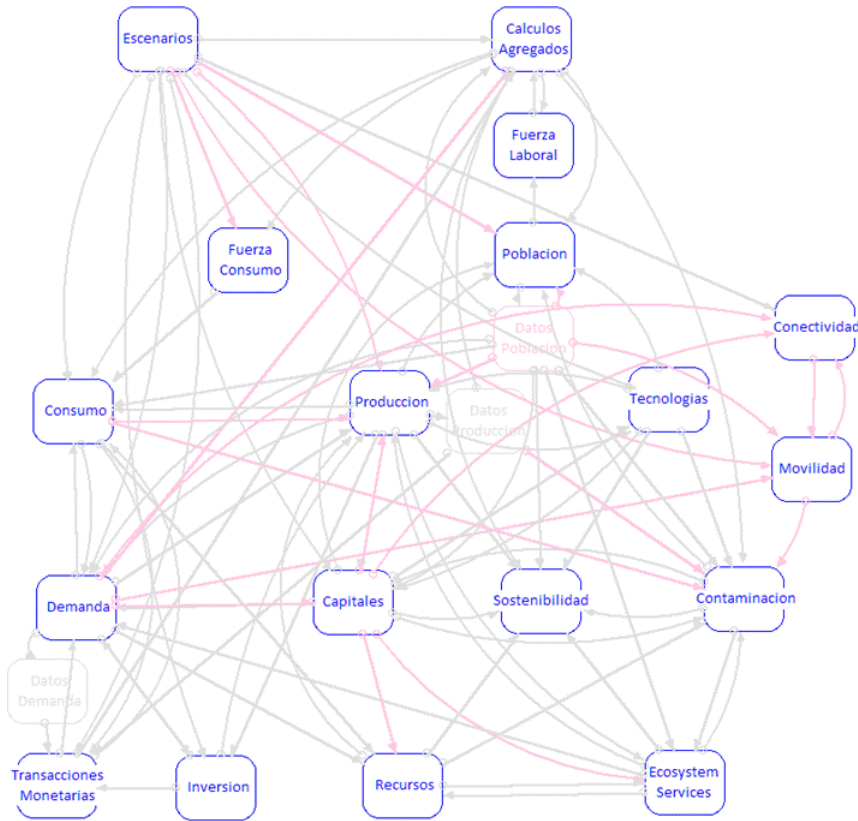 Escenarios
Calculos
Agregados
Fuerza
Laboral
Fuerza
Consumo
Poblacion
Conectividad
Datos
Poblacion
Consumo
Produccion
Datos
Produccion
Tecnologias
Movilidad
Demanda
Capitales
Sostenibilidad
Contaminacion
Datos
Demanda
Transacciones
Monetarias
Inversion
Recursos
Ecosystem
Services